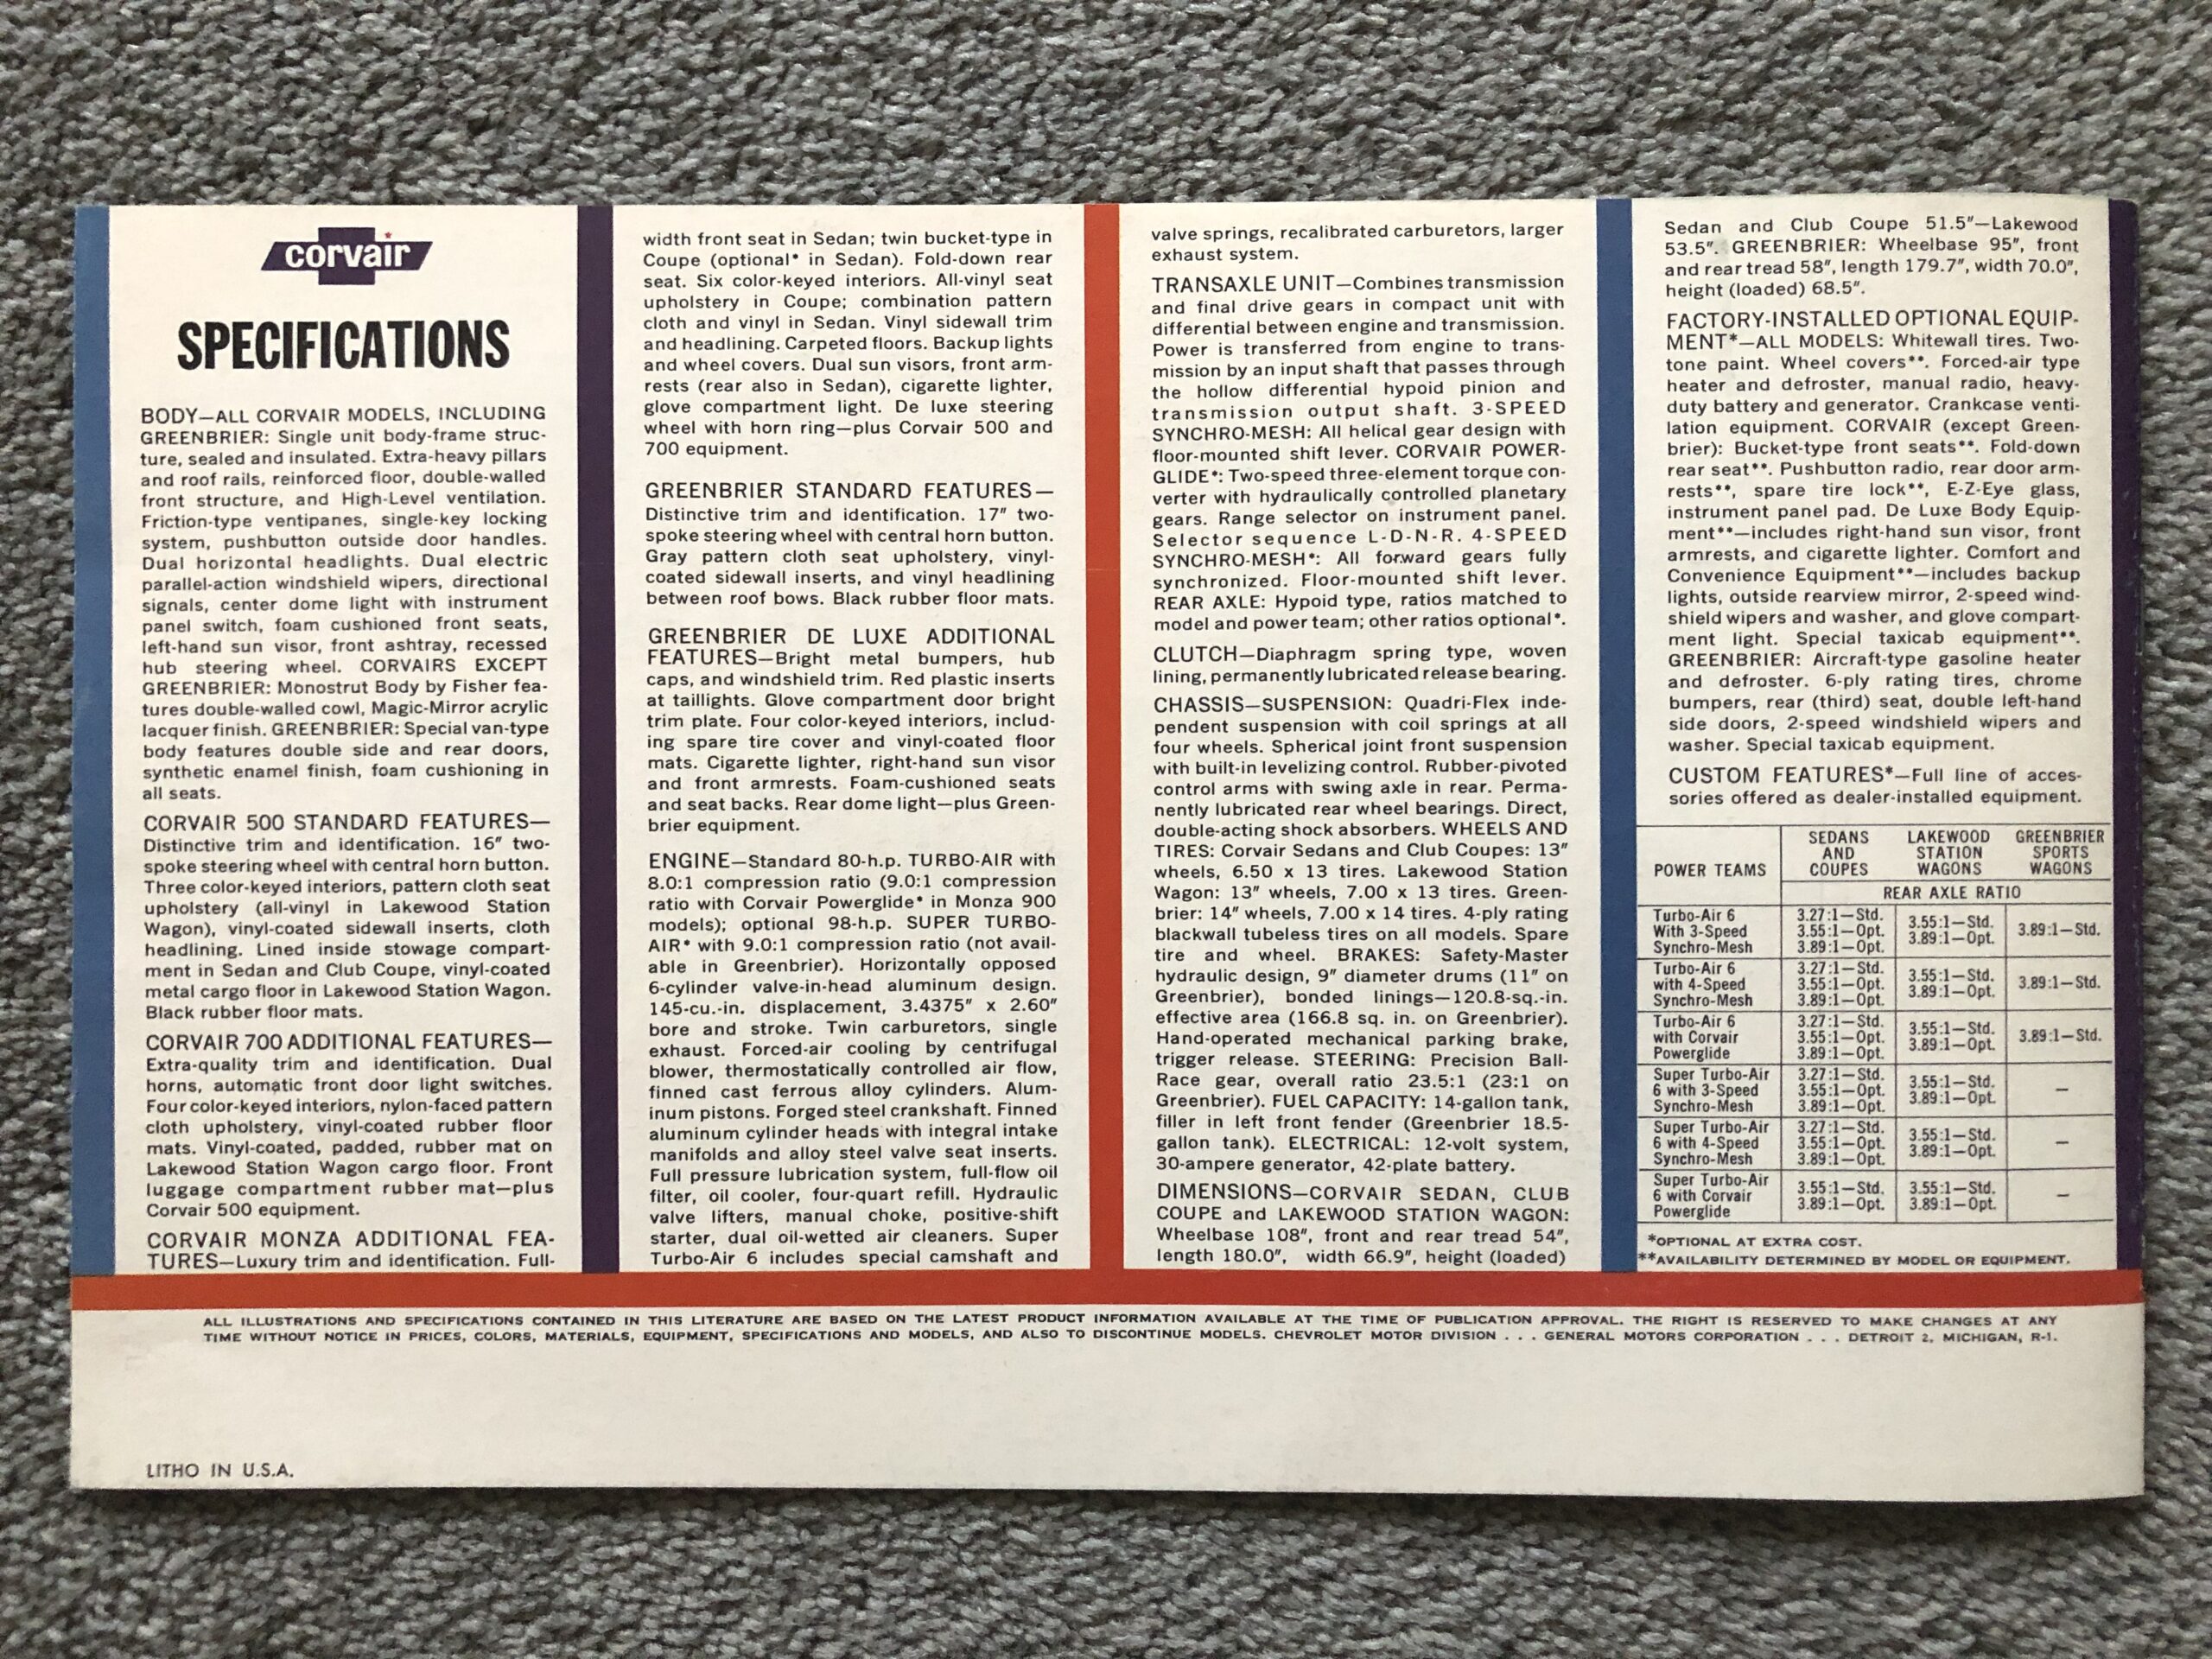 corvair
SPECIFICATIONS
BODY—ALL CORVAIR MODELS, INCLUDING
GREENBRIER: Single unit body-frame struc-
ture, sealed and insulated. Extra-heavy pillars
and roof rails, reinforced floor, double-walled
front structure, and High-Level ventilation.
Friction-type ventipanes, single-key locking
system, pushbutton outside door handles.
Dual horizontal headlights. Dual electric
parallel-action windshield wipers, directional
signals, center dome light with instrument
panel switch, foam cushioned front seats,
left-hand sun visor, front ashtray, recessed
hub steering wheel. CORVAIRS EXCEPT
GREENBRIER: Monostrut Body by Fisher fea-
tures double-walled cowl, Magic-Mirror acrylic
lacquer finish. GREENBRIER: Special van-type
body features double side and rear doors,
synthetic enamel finish, foam cushioning in
all seats.
CORVAIR 500 STANDARD FEATURES—
Distinctive trim and identification. 16″ two-
spoke steering wheel with central horn button.
Three color-keyed interiors, pattern cloth seat
upholstery (all-vinyl in Lakewood Station
Wagon), vinyl-coated sidewall inserts, cloth
headlining. Lined inside stowage compart-
ment in Sedan and Club Coupe, vinyl-coated
metal cargo floor in Lakewood Station Wagon.
Black rubber floor mats.
CORVAIR 700 ADDITIONAL FEATURES—
Extra-quality trim and identification. Dual
horns, automatic front door light switches.
Four color-keyed interiors, nylon-faced pattern
cloth upholstery, vinyl-coated rubber floor
mats. Vinyl-coated, padded, rubber mat on
Lakewood Station Wagon cargo floor. Front
luggage compartment rubber mat—plus
Corvair 500 equipment.
CORVAIR MONZA ADDITIONAL FEA-
TURES—Luxury trim and identification. Full-
width front seat in Sedan; twin bucket-type in
Coupe (optional* in Sedan). Fold-down rear
seat. Six color-keyed interiors. All-vinyl seat
upholstery in Coupe; combination pattern
cloth and vinyl in Sedan. Vinyl sidewall trim
and headlining. Carpeted floors. Backup lights
and wheel covers. Dual sun visors, front arm-
rests (rear also in Sedan), cigarette lighter,
glove compartment light. De luxe steering
wheel with horn ring—plus Corvair 500 and
700 equipment.
GREENBRIER STANDARD FEATURES—
Distinctive trim and identification. 17″ two-
spoke steering wheel with central horn button.
Gray pattern cloth seat upholstery, vinyl-
coated sidewall inserts, and vinyl headlining
between roof bows. Black rubber floor mats.
GREENBRIER DE LUXE ADDITIONAL
FEATURES—Bright metal bumpers, hub
caps, and windshield trim. Red plastic inserts
at taillights. Glove compartment door bright
trim plate. Four color-keyed interiors, includ-
ing spare tire cover and vinyl-coated floor
mats. Cigarette lighter, right-hand sun visor
and front armrests. Foam-cushioned seats
and seat backs. Rear dome light—plus Green-
brier equipment.
ENGINE—Standard 80-h.p. TURBO-AIR with
8.0:1 compression ratio (9.0:1 compression
ratio with Corvair Powerglide* in Monza 900
models); optional 98-h.p. SUPER TURBO-
AIR* with 9.0:1 compression ratio (not avail-
able in Greenbrier). Horizontally opposed
6-cylinder valve-in-head aluminum design.
145-cu.-in. displacement, 3.4375″ x 2.60″
bore and stroke. Twin carburetors, single
exhaust. Forced-air cooling by centrifugal
blower, thermostatically controlled air flow,
finned cast ferrous alloy cylinders. Alum-
inum pistons. Forged steel crankshaft. Finned
aluminum cylinder heads with integral intake
manifolds and alloy steel valve seat inserts.
Full pressure lubrication system, full-flow oil
filter, oil cooler, four-quart refill. Hydraulic
valve lifters, manual choke, positive-shift
starter, dual oil-wetted air cleaners. Super
Turbo-Air 6 includes special camshaft and
valve springs, recalibrated carburetors, larger
exhaust system.
TRANSAXLE UNIT—Combines transmission
and final drive gears in compact unit with
differential between engine and transmission.
Power is transferred from engine to trans-
mission by an input shaft that passes through
the hollow differential hypoid pinion and
transmission output shaft. 3-SPEED
SYNCHRO-MESH: All helical gear design with
floor-mounted shift lever. CORVAIR POWER-
GLIDE*: Two-speed three-element torque con-
verter with hydraulically controlled planetary
gears. Range selector on instrument panel.
Selector sequence L-D-N-R. 4-SPEED
SYNCHRO-MESH*: All forward gears fully
synchronized. Floor-mounted shift lever.
REAR AXLE: Hypoid type, ratios matched to
model and power team; other ratios optional*.
CLUTCH—Diaphragm spring type, woven
lining, permanently lubricated release bearing.
CHASSIS—SUSPENSION: Quadri-Flex inde-
pendent suspension with coil springs at all
four wheels. Spherical joint front suspension
with built-in levelizing control. Rubber-pivoted
control arms with swing axle in rear. Perma-
nently lubricated rear wheel bearings. Direct,
double-acting shock absorbers. WHEELS AND
TIRES: Corvair Sedans and Club Coupes: 13″
wheels, 6.50 x 13 tires. Lakewood Station
Wagon: 13″ wheels, 7.00 x 13 tires. Green-
brier: 14″ wheels, 7.00 x 14 tires. 4-ply rating
blackwall tubeless tires on all models. Spare
tire and wheel. BRAKES: Safety-Master
hydraulic design, 9″ diameter drums (11″ on
Greenbrier), bonded linings—120.8-sq.-in.
effective area (166.8 sq. in. on Greenbrier).
Hand-operated mechanical parking brake,
trigger release. STEERING: Precision Ball-
Race gear, overall ratio 23.5:1 (23:1 on
Greenbrier). FUEL CAPACITY: 14-gallon tank,
filler in left front fender (Greenbrier 18.5-
gallon tank). ELECTRICAL: 12-volt system,
30-ampere generator, 42-plate battery.
DIMENSIONS—CORVAIR SEDAN, CLUB
COUPE and LAKEWOOD STATION WAGON:
Wheelbase 108″, front and rear tread 54″,
length 180.0″, width 66.9″, height (loaded)
Sedan and Club Coupe 51.5″—Lakewood
53.5″. GREENBRIER: Wheelbase 95″, front
and rear tread 58″, length 179.7″, width 70.0″,
height (loaded) 68.5″.
FACTORY-INSTALLED OPTIONAL EQUIP-
MENT*—ALL MODELS: Whitewall tires. Two-
tone paint. Wheel covers**. Forced-air type
heater and defroster, manual radio, heavy-
duty battery and generator. Crankcase venti-
lation equipment. CORVAIR (except Green-
brier): Bucket-type front seats**. Fold-down
rear seat**. Pushbutton radio, rear door arm-
rests**, spare tire lock**, E-Z-Eye glass,
instrument panel pad. De Luxe Body Equip-
ment**—includes right-hand sun visor, front
armrests, and cigarette lighter. Comfort and
Convenience Equipment**—includes backup
lights, outside rearview mirror, 2-speed wind-
shield wipers and washer, and glove compart-
ment light. Special taxicab equipment**.
GREENBRIER: Aircraft-type gasoline heater
and defroster. 6-ply rating tires, chrome
bumpers, rear (third) seat, double left-hand
side doors, 2-speed windshield wipers and
washer. Special taxicab equipment.
CUSTOM FEATURES*—Full line of acces-
sories offered as dealer-installed equipment.
POWER TEAMS
SEDANS AND COUPES
LAKEWOOD STATION WAGONS
GREENBRIER SPORTS WAGONS
REAR AXLE RATIO
Turbo-Air 6 3.27:1—Std.
With 3-Speed 3.55:1—Opt. 3.55:1—Std. 3.89:1—Std.
Synchro-Mesh 3.89:1—Opt. 3.89:1—Opt.
Turbo-Air 6 3.27:1—Std.
with 4-Speed 3.55:1—Opt. 3.55:1—Std. 3.89:1—Std.
Synchro-Mesh 3.89:1—Opt. 3.89:1—Opt.
Turbo-Air 6 3.27:1—Std.
with Corvair 3.55:1—Opt. 3.55:1—Std. 3.89:1—Std.
Powerglide 3.89:1—Opt. 3.89:1—Opt.
Super Turbo-Air 3.27:1—Std.
6 with 3-Speed 3.55:1—Opt. 3.55:1—Std. —
Synchro-Mesh 3.89:1—Opt. 3.89:1—Opt.
Super Turbo-Air 3.27:1—Std.
6 with 4-Speed 3.55:1—Opt. 3.55:1—Std. —
Synchro-Mesh 3.89:1—Opt. 3.89:1—Opt.
Super Turbo-Air
6 with Corvair 3.55:1—Std. 3.55:1—Std. —
Powerglide 3.89:1—Opt. 3.89:1—Opt.
*OPTIONAL AT EXTRA COST.
**AVAILABILITY DETERMINED BY MODEL OR EQUIPMENT.
ALL ILLUSTRATIONS AND SPECIFICATIONS CONTAINED IN THIS LITERATURE ARE BASED ON THE LATEST PRODUCT INFORMATION AVAILABLE AT THE TIME OF PUBLICATION APPROVAL. THE RIGHT IS RESERVED TO MAKE CHANGES AT ANY
TIME WITHOUT NOTICE IN PRICES, COLORS, MATERIALS, EQUIPMENT, SPECIFICATIONS AND MODELS, AND ALSO TO DISCONTINUE MODELS. CHEVROLET MOTOR DIVISION . . . GENERAL MOTORS CORPORATION . . . DETROIT 2, MICHIGAN, R-1.
LITHO IN U.S.A.